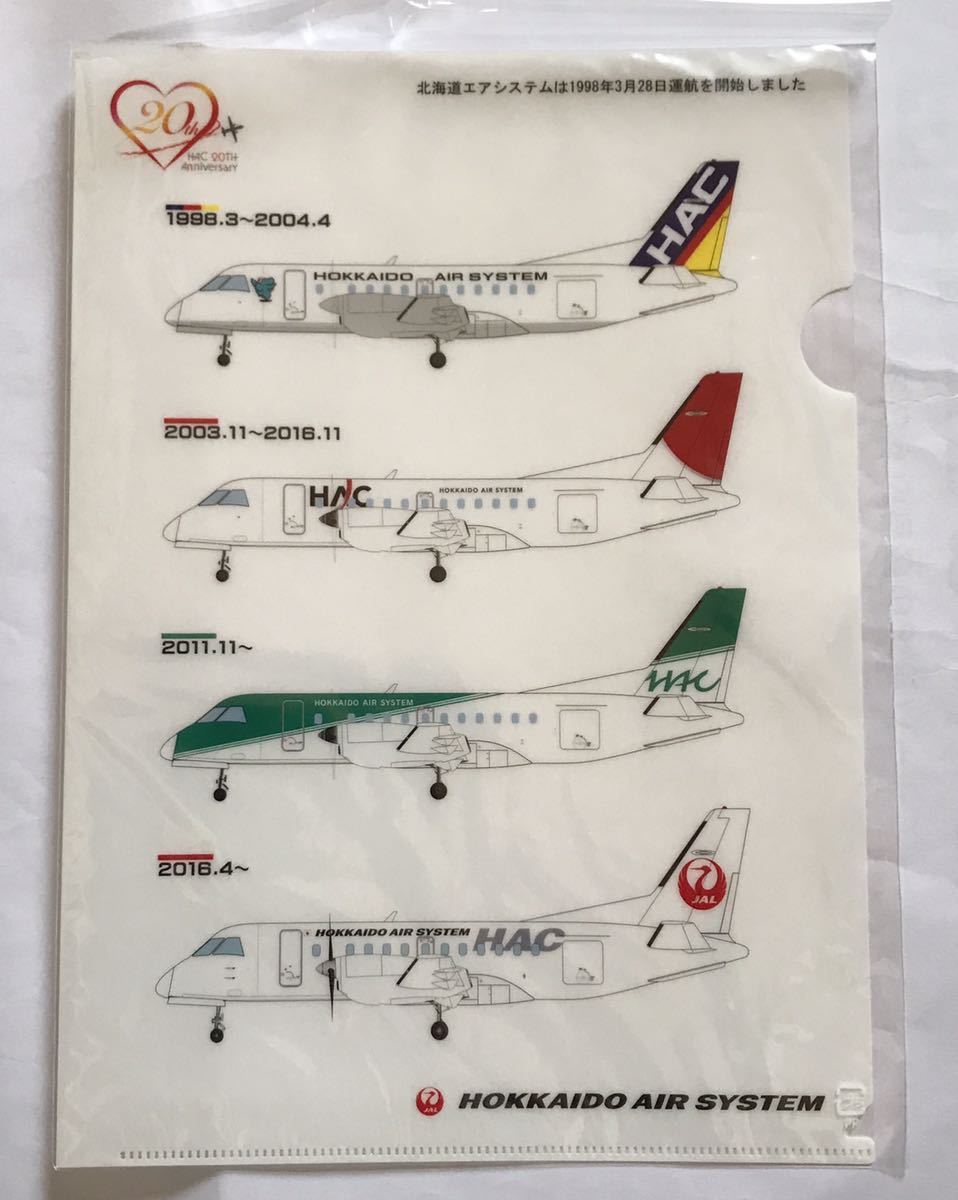 北海道エアシステムは1998年3月28日運航を開始しました
20th
HAC 20TH
Anniversary
1998.3~2004.4
HAC
HOKKAIDO AIR SYSTEM
2003.11~2016.11
HAC
HOKKAIDO AIR SYSTEM
2011.11~
HOKKAIDO AIR SYSTEM
HAC
2016.4~
JAL
HOKKAIDO AIR SYSTEM HAC
JAL HOKKAIDO AIR SYSTEM